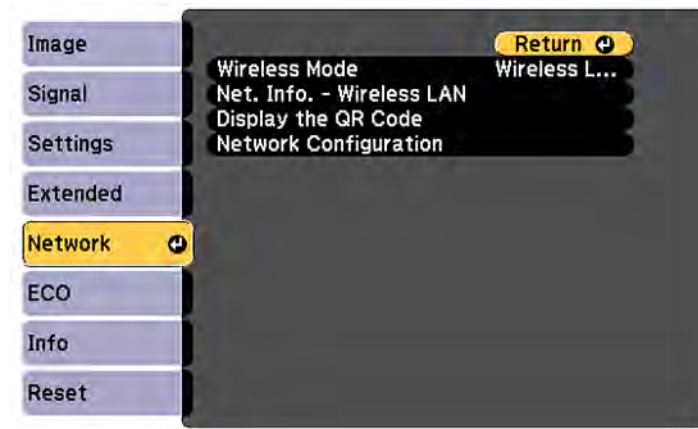 Image
Signal
Settings
Extended
Network
ECO
Info
Reset
Return
Wireless Mode Wireless L...
Net. Info. - Wireless LAN
Display the QR Code
Network Configuration